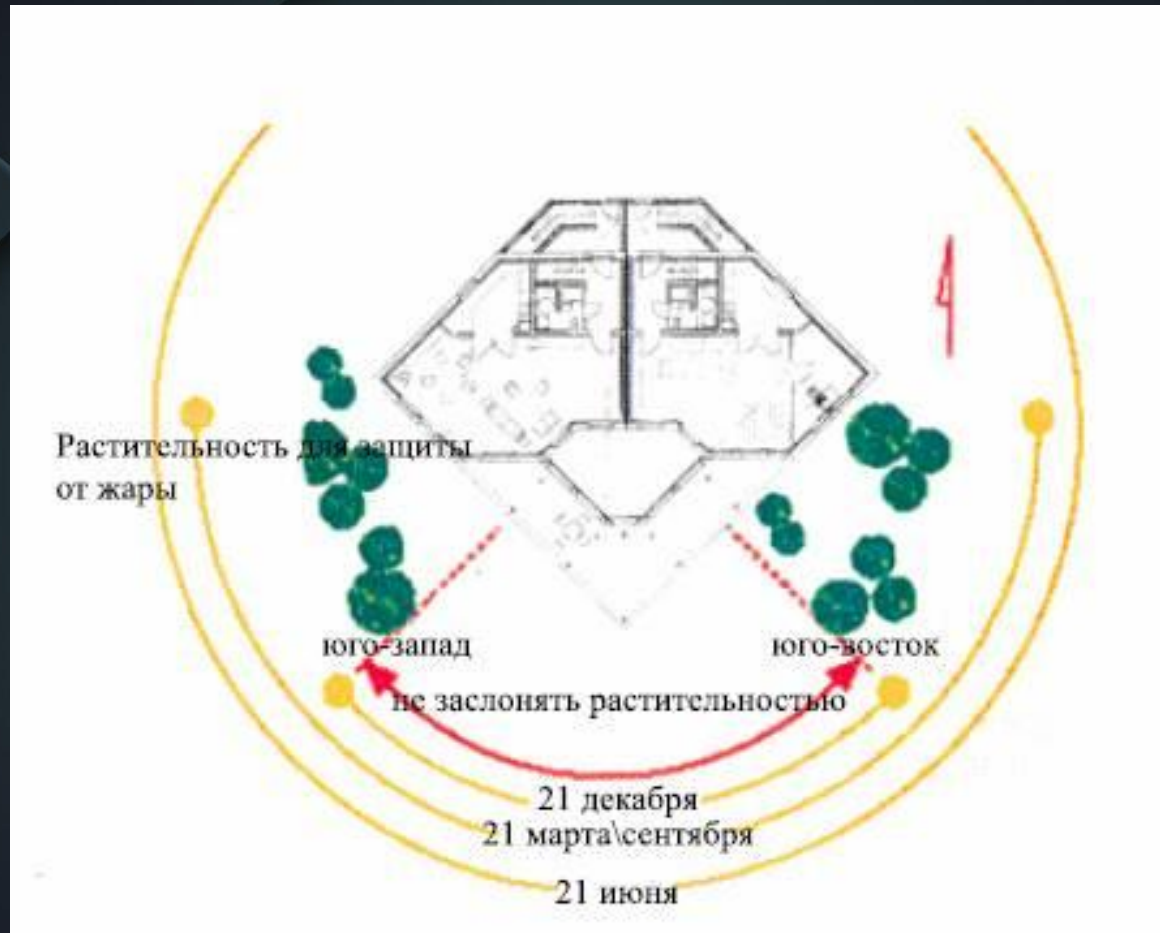 Растительность для защиты
от жары
юго-запад
юго-восток
не заслонять растительностью
21 декабря
21 марта\сентября
21 июня